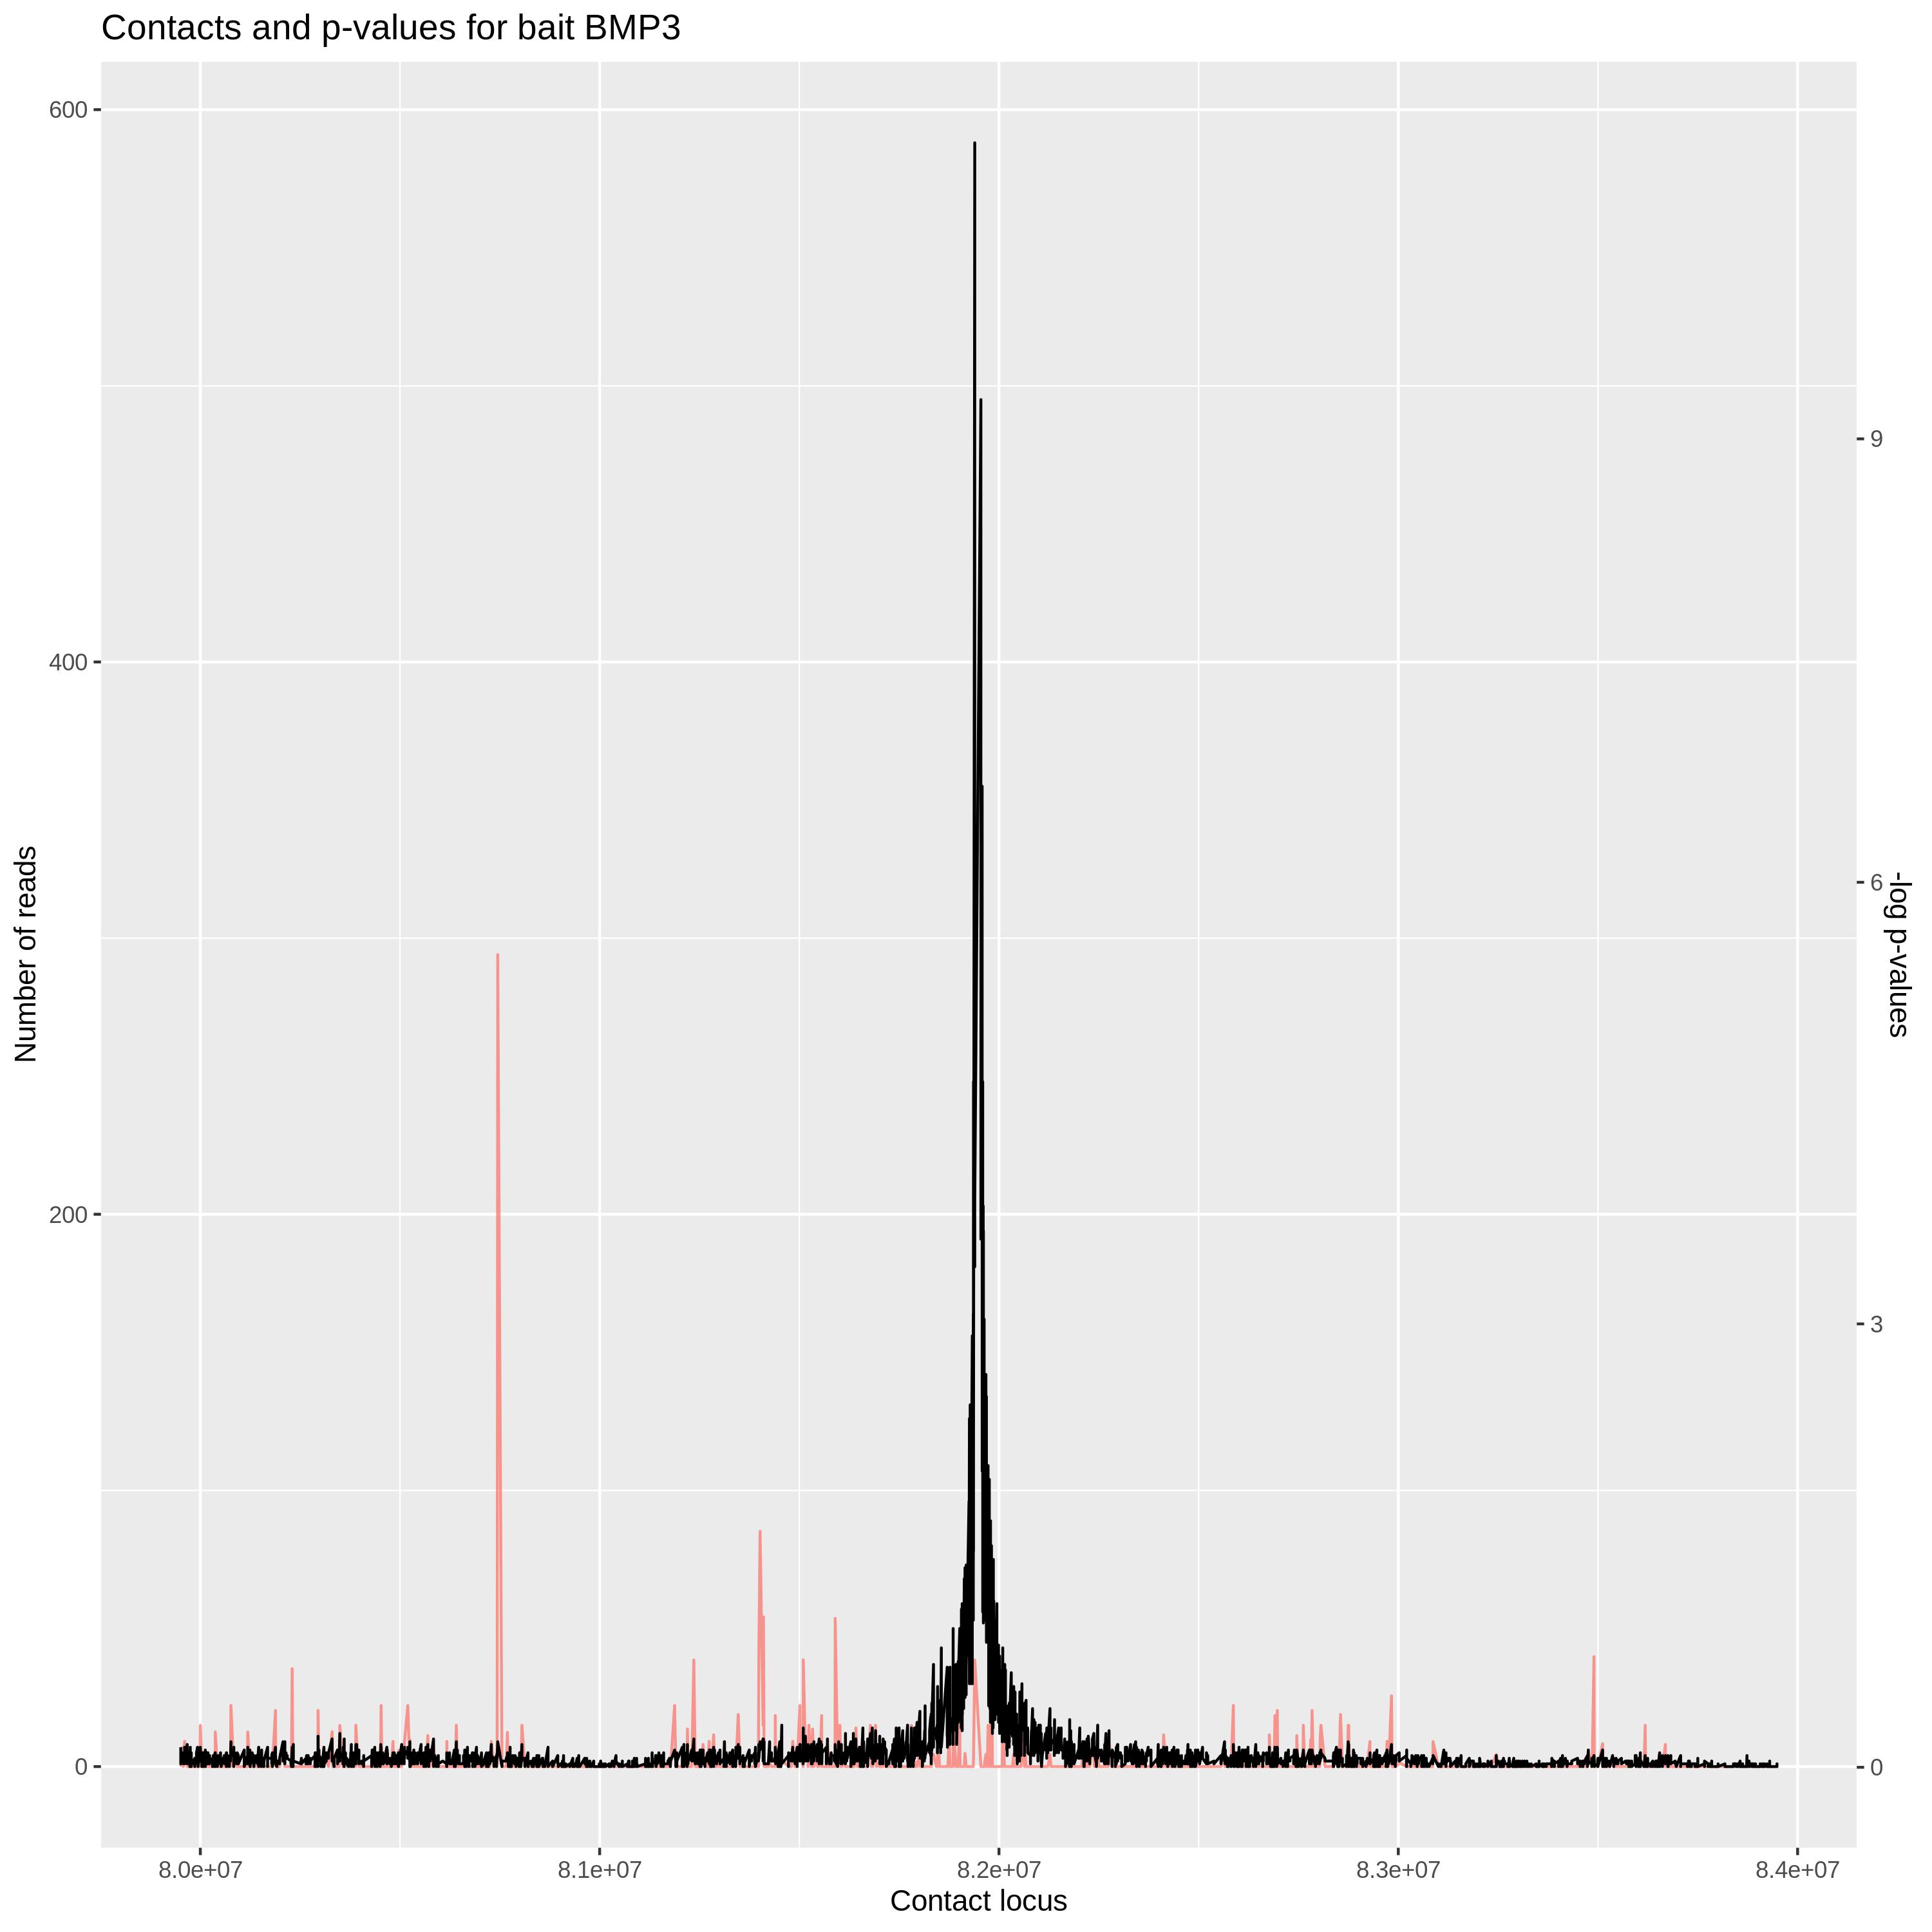 Contacts and p-values for bait BMP3
600
400
200
0
Number of reads
9
6
3
0
-log p-values
8.0e+07
8.1e+07
8.2e+07
8.3e+07
8.4e+07
Contact locus